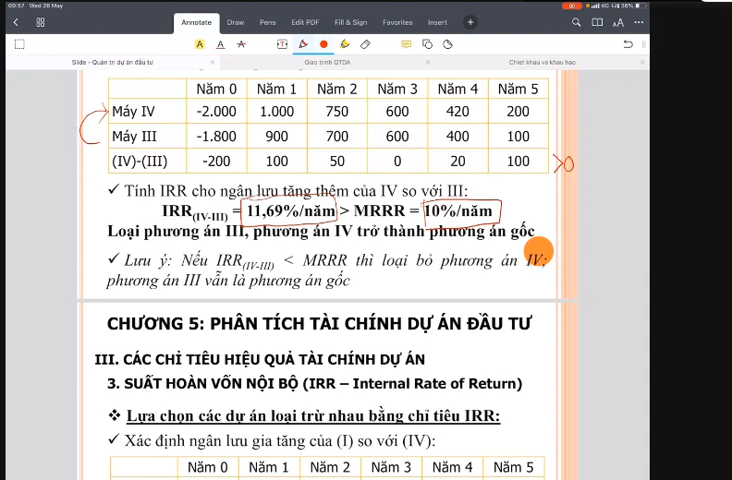 09:57 Wed 26 May
4G
36%
Annotate Draw Pens Edit PDF Fill & Sign Favorites Insert
Slide - Quản trị dự án đầu tư
Giao trinh QTDA
Chiet khau va khau hao
Năm 0 Năm 1 Năm 2 Năm 3 Năm 4 Năm 5
Máy IV -2.000 1.000 750 600 420 200
Máy III -1.800 900 700 600 400 100
(IV)-(III) -200 100 50 0 20 100 >0
✓ Tính IRR cho ngân lưu tăng thêm của IV so với III:
IRR(IV-III) = 11,69%/năm > MRRR = 10%/năm
Loại phương án III, phương án IV trở thành phương án gốc
✓ Lưu ý: Nếu IRR(IV-III) < MRRR thì loại bỏ phương án IV;
phương án III vẫn là phương án gốc
CHƯƠNG 5: PHÂN TÍCH TÀI CHÍNH DỰ ÁN ĐẦU TƯ
III. CÁC CHỈ TIÊU HIỆU QUẢ TÀI CHÍNH DỰ ÁN
3. SUẤT HOÀN VỐN NỘI BỘ (IRR – Internal Rate of Return)
❖ Lựa chọn các dự án loại trừ nhau bằng chỉ tiêu IRR:
✓ Xác định ngân lưu gia tăng của (I) so với (IV):
Năm 0 Năm 1 Năm 2 Năm 3 Năm 4 Năm 5